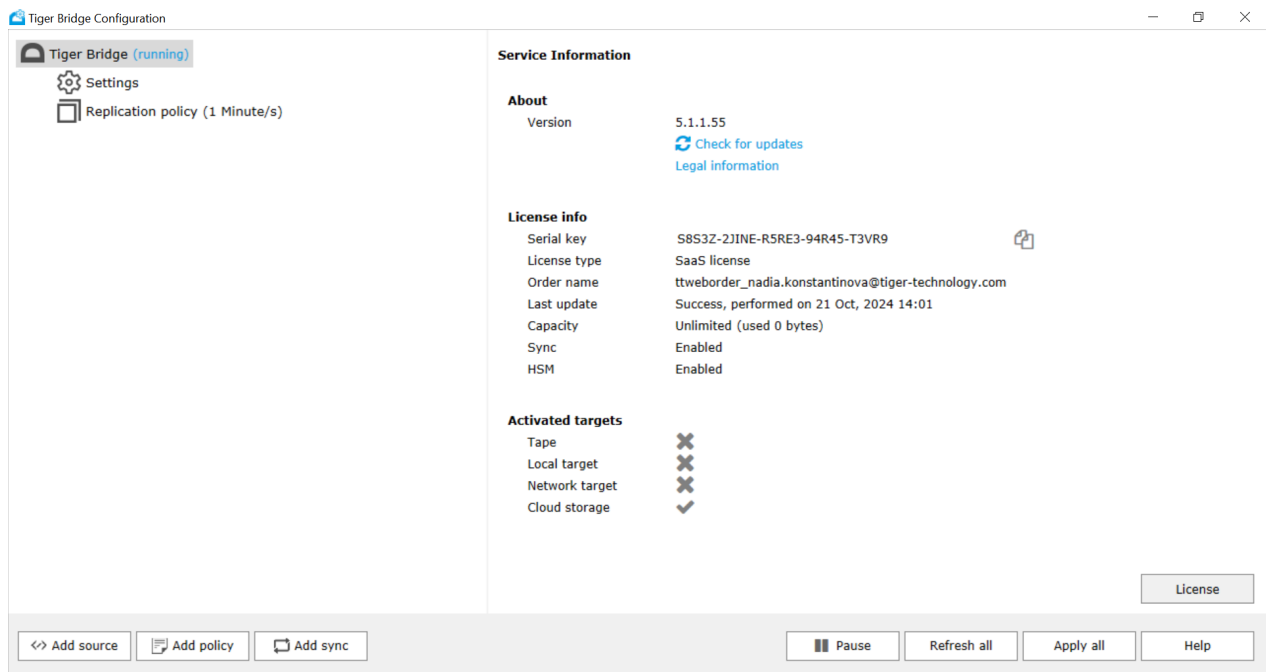 Tiger Bridge Configuration
Tiger Bridge (running)
Settings
Replication policy (1 Minute/s)
Service Information
About
Version 5.1.1.55
Check for updates
Legal information
License info
Serial key S8S3Z-2JINE-R5RE3-94R45-T3VR9
License type SaaS license
Order name ttweborder_nadia.konstantinova@tiger-technology.com
Last update Success, performed on 21 Oct, 2024 14:01
Capacity Unlimited (used 0 bytes)
Sync Enabled
HSM Enabled
Activated targets
Tape
Local target
Network target
Cloud storage
License
Add source Add policy Add sync Pause Refresh all Apply all Help